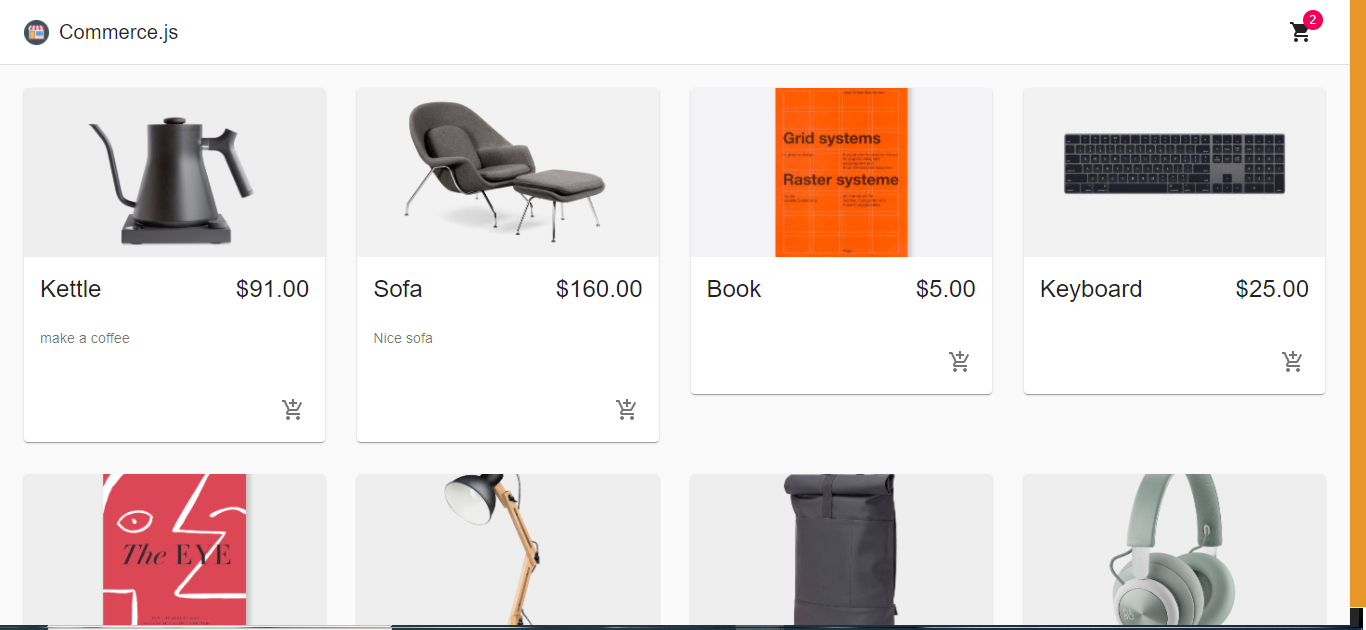 Commerce.js
2
Grid systems
Raster systeme
Kettle
$91.00
make a coffee
Sofa
$160.00
Nice sofa
Book
$5.00
Keyboard
$25.00
The EYE